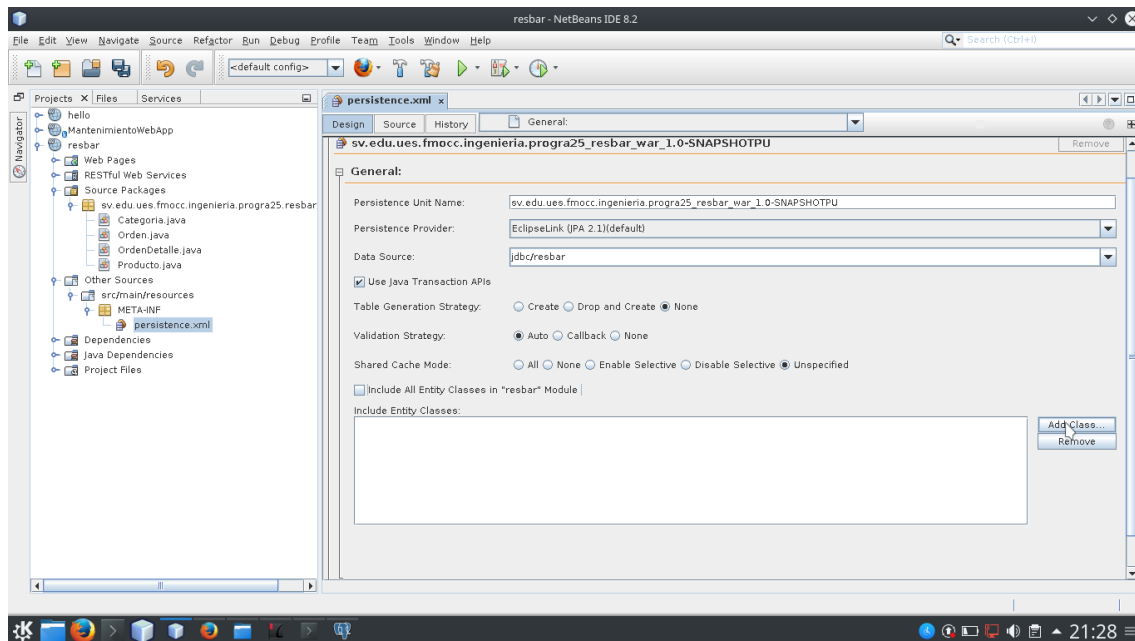 resbar - NetBeans IDE 8.2
File Edit View Navigate Source Refactor Run Debug Profile Team Tools Window Help
Search (Ctrl+I)
<default config>
Projects Files Services
persistence.xml
Navigator
hello
MantenimientoWebApp
resbar
Web Pages
RESTful Web Services
Source Packages
sv.edu.ues.fmocc.ingenieria.progra25.resbar
Categoria.java
Orden.java
OrdenDetalle.java
Producto.java
Other Sources
src/main/resources
META-INF
persistence.xml
Dependencies
Java Dependencies
Project Files
Design Source History General:
sv.edu.ues.fmocc.ingenieria.progra25_resbar_war_1.0-SNAPSHOTPU Remove
General:
Persistence Unit Name: sv.edu.ues.fmocc.ingenieria.progra25_resbar_war_1.0-SNAPSHOTPU
Persistence Provider: EclipseLink (JPA 2.1)(default)
Data Source: jdbc/resbar
Use Java Transaction APIs
Table Generation Strategy: Create Drop and Create None
Validation Strategy: Auto Callback None
Shared Cache Mode: All None Enable Selective Disable Selective Unspecified
Include All Entity Classes in "resbar" Module
Include Entity Classes:
Add Class...
Remove
21:28